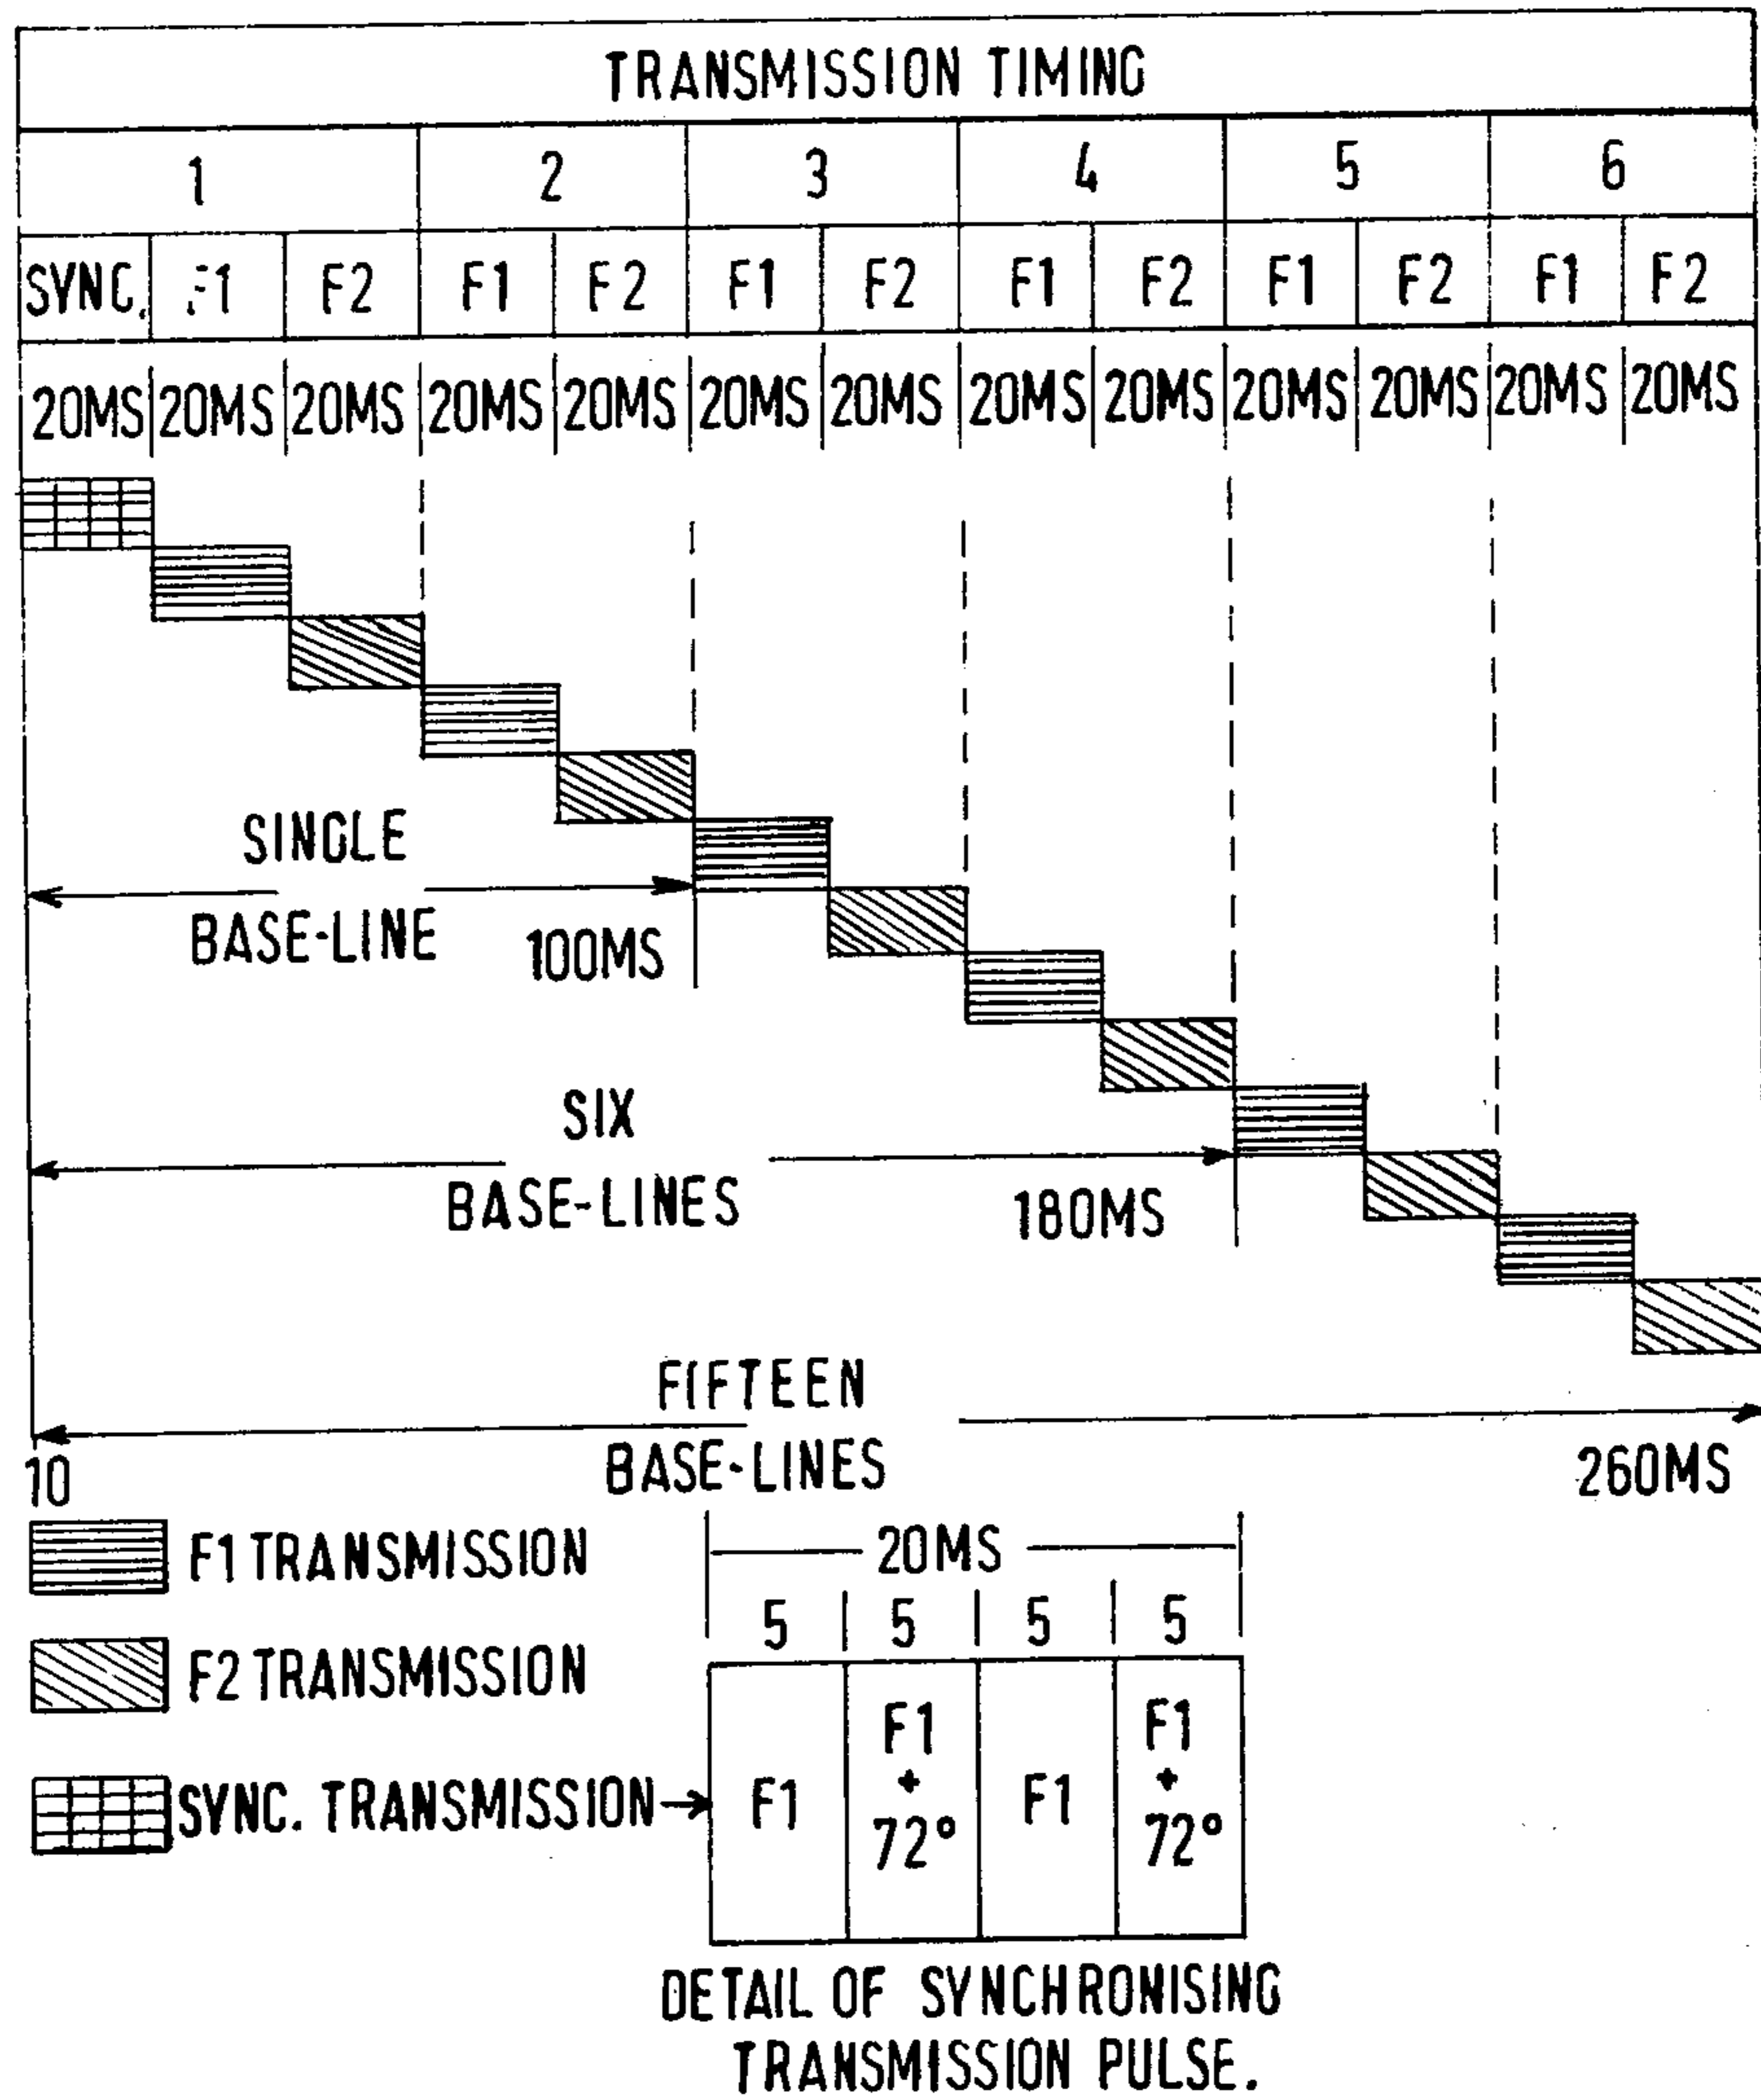 TRANSMISSION TIMING
1 2 3 4 5 6
SYNC. F1 F2 F1 F2 F1 F2 F1 F2 F1 F2 F1 F2
20MS 20MS 20MS 20MS 20MS 20MS 20MS 20MS 20MS 20MS 20MS 20MS 20MS
SINGLE
BASE-LINE 100MS
SIX
BASE-LINES 180MS
FIFTEEN
BASE-LINES
10 260MS
F1 TRANSMISSION
F2 TRANSMISSION
SYNC. TRANSMISSION
20MS
5 5 5 5
F1 F1 + 72° F1 F1 + 72°
DETAIL OF SYNCHRONISING
TRANSMISSION PULSE.